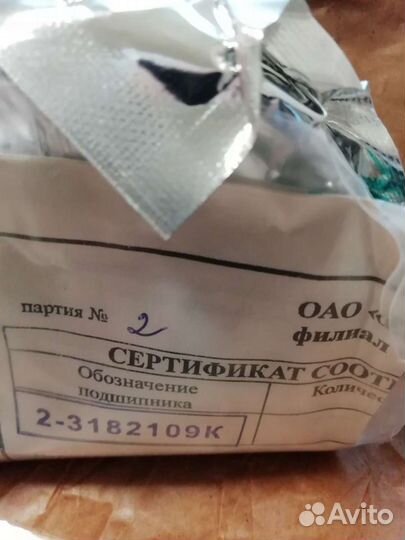 партия № 2
ОАО
филиал
СЕРТИФИКАТ
Обозначение
подшипника
2-3182109К
Avito